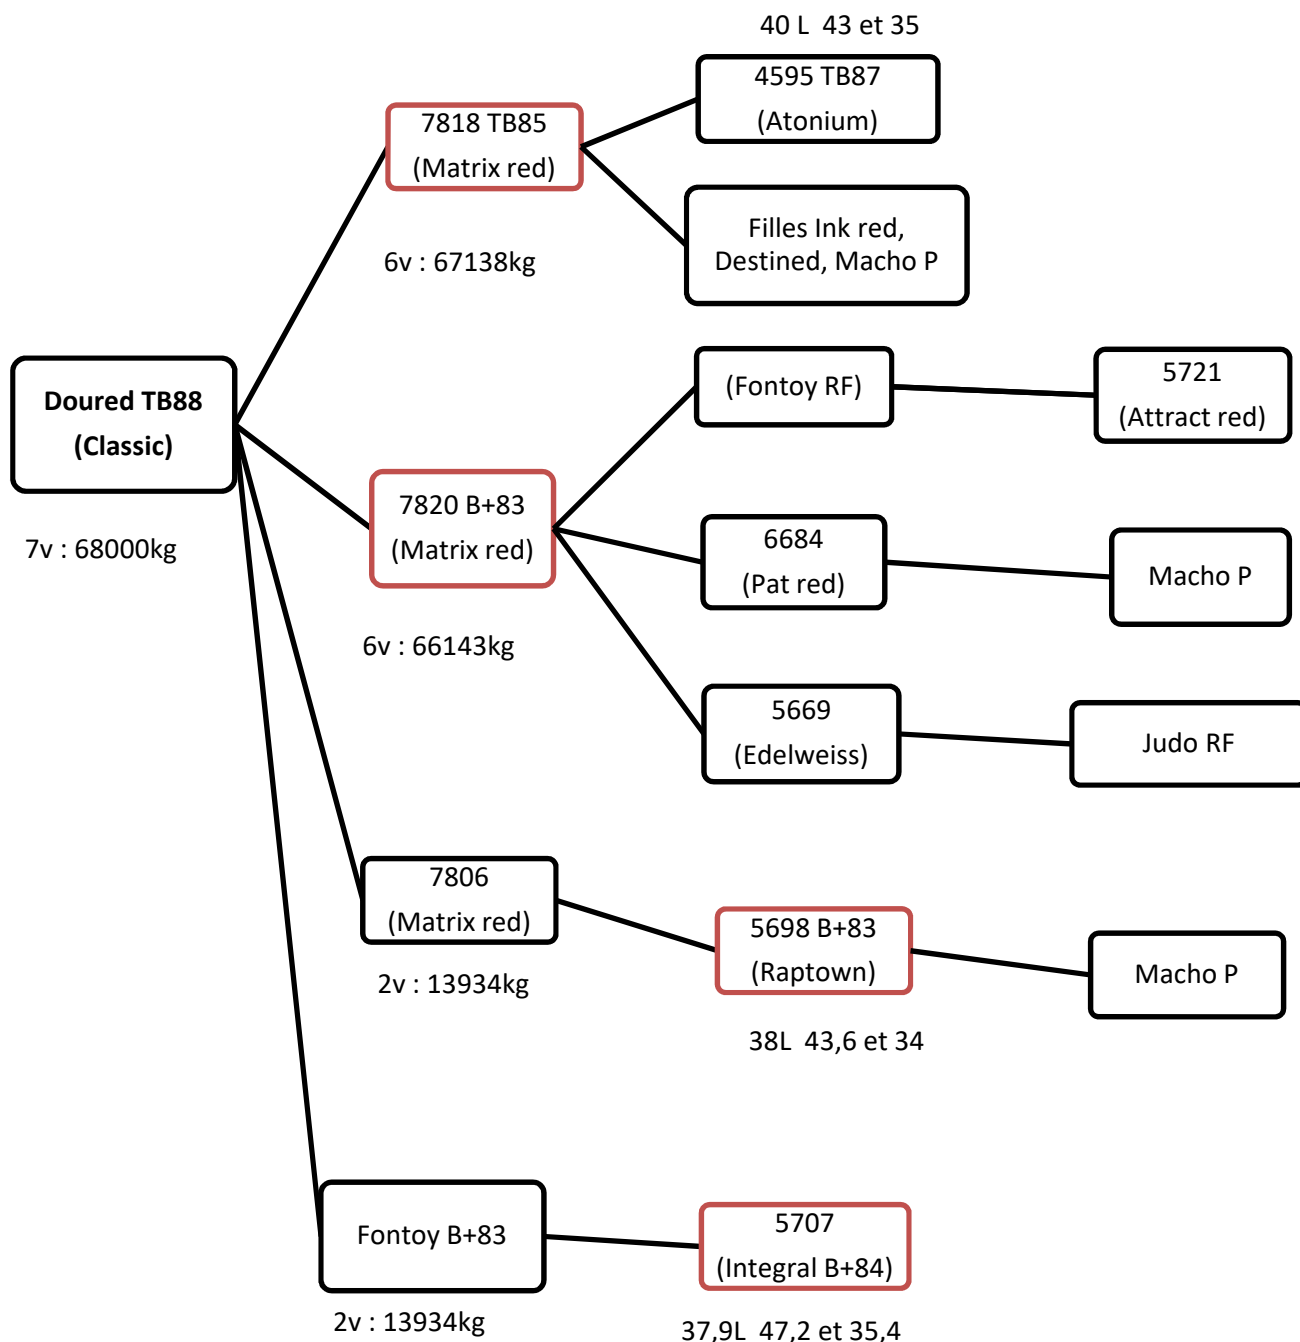 40 L  43 et 35
4595 TB87
(Atonium)
7818 TB85
(Matrix red)
Filles Ink red,
Destined, Macho P
6v : 67138kg
Doured TB88
(Classic)
7v : 68000kg
(Fontoy RF)
5721
(Attract red)
7820 B+83
(Matrix red)
6684
(Pat red)
Macho P
6v : 66143kg
5669
(Edelweiss)
Judo RF
7806
(Matrix red)
5698 B+83
(Raptown)
Macho P
2v : 13934kg
38L  43,6 et 34
Fontoy B+83
5707
(Integral B+84)
2v : 13934kg
37,9L  47,2 et 35,4